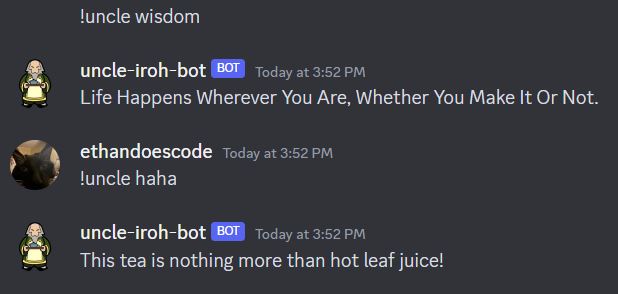 !uncle wisdom
uncle-iroh-bot BOT Today at 3:52 PM
Life Happens Wherever You Are, Whether You Make It Or Not.
ethandoescode Today at 3:52 PM
!uncle haha
uncle-iroh-bot BOT Today at 3:52 PM
This tea is nothing more than hot leaf juice!